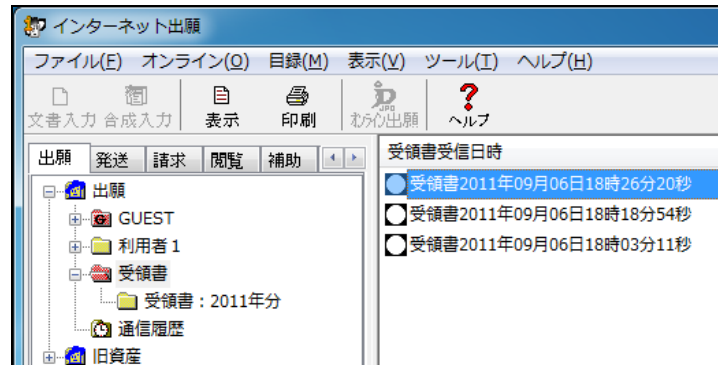 インターネット出願
ファイル(F) オンライン(O) 目録(M) 表示(V) ツール(T) ヘルプ(H)
文書入力 合成入力 表示 印刷 オンライン出願 ヘルプ
出願 発送 請求 閲覧 補助
受領書受信日時
出願
受領書2011年09月06日18時26分20秒
GUEST
受領書2011年09月06日18時18分54秒
利用者1
受領書2011年09月06日18時03分11秒
受領書
受領書：2011年分
通信履歴
旧資産